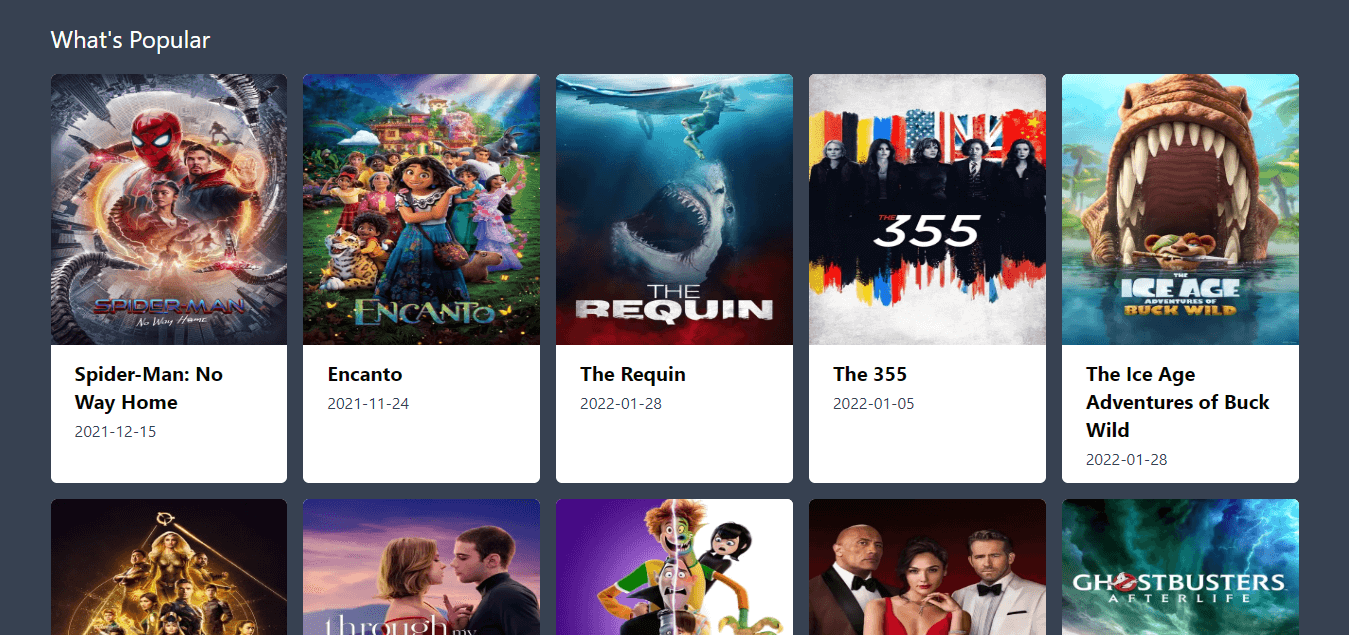 What's Popular
SPIDER-MAN
No Way Home
ENCANTO
THE
REQUIN
THE
355
THE
ICE AGE
ADVENTURES OF
BUCK WILD
Spider-Man: No
Way Home
2021-12-15
Encanto
2021-11-24
The Requin
2022-01-28
The 355
2022-01-05
The Ice Age
Adventures of Buck
Wild
2022-01-28
through my
GHOSTBUSTERS
AFTERLIFE